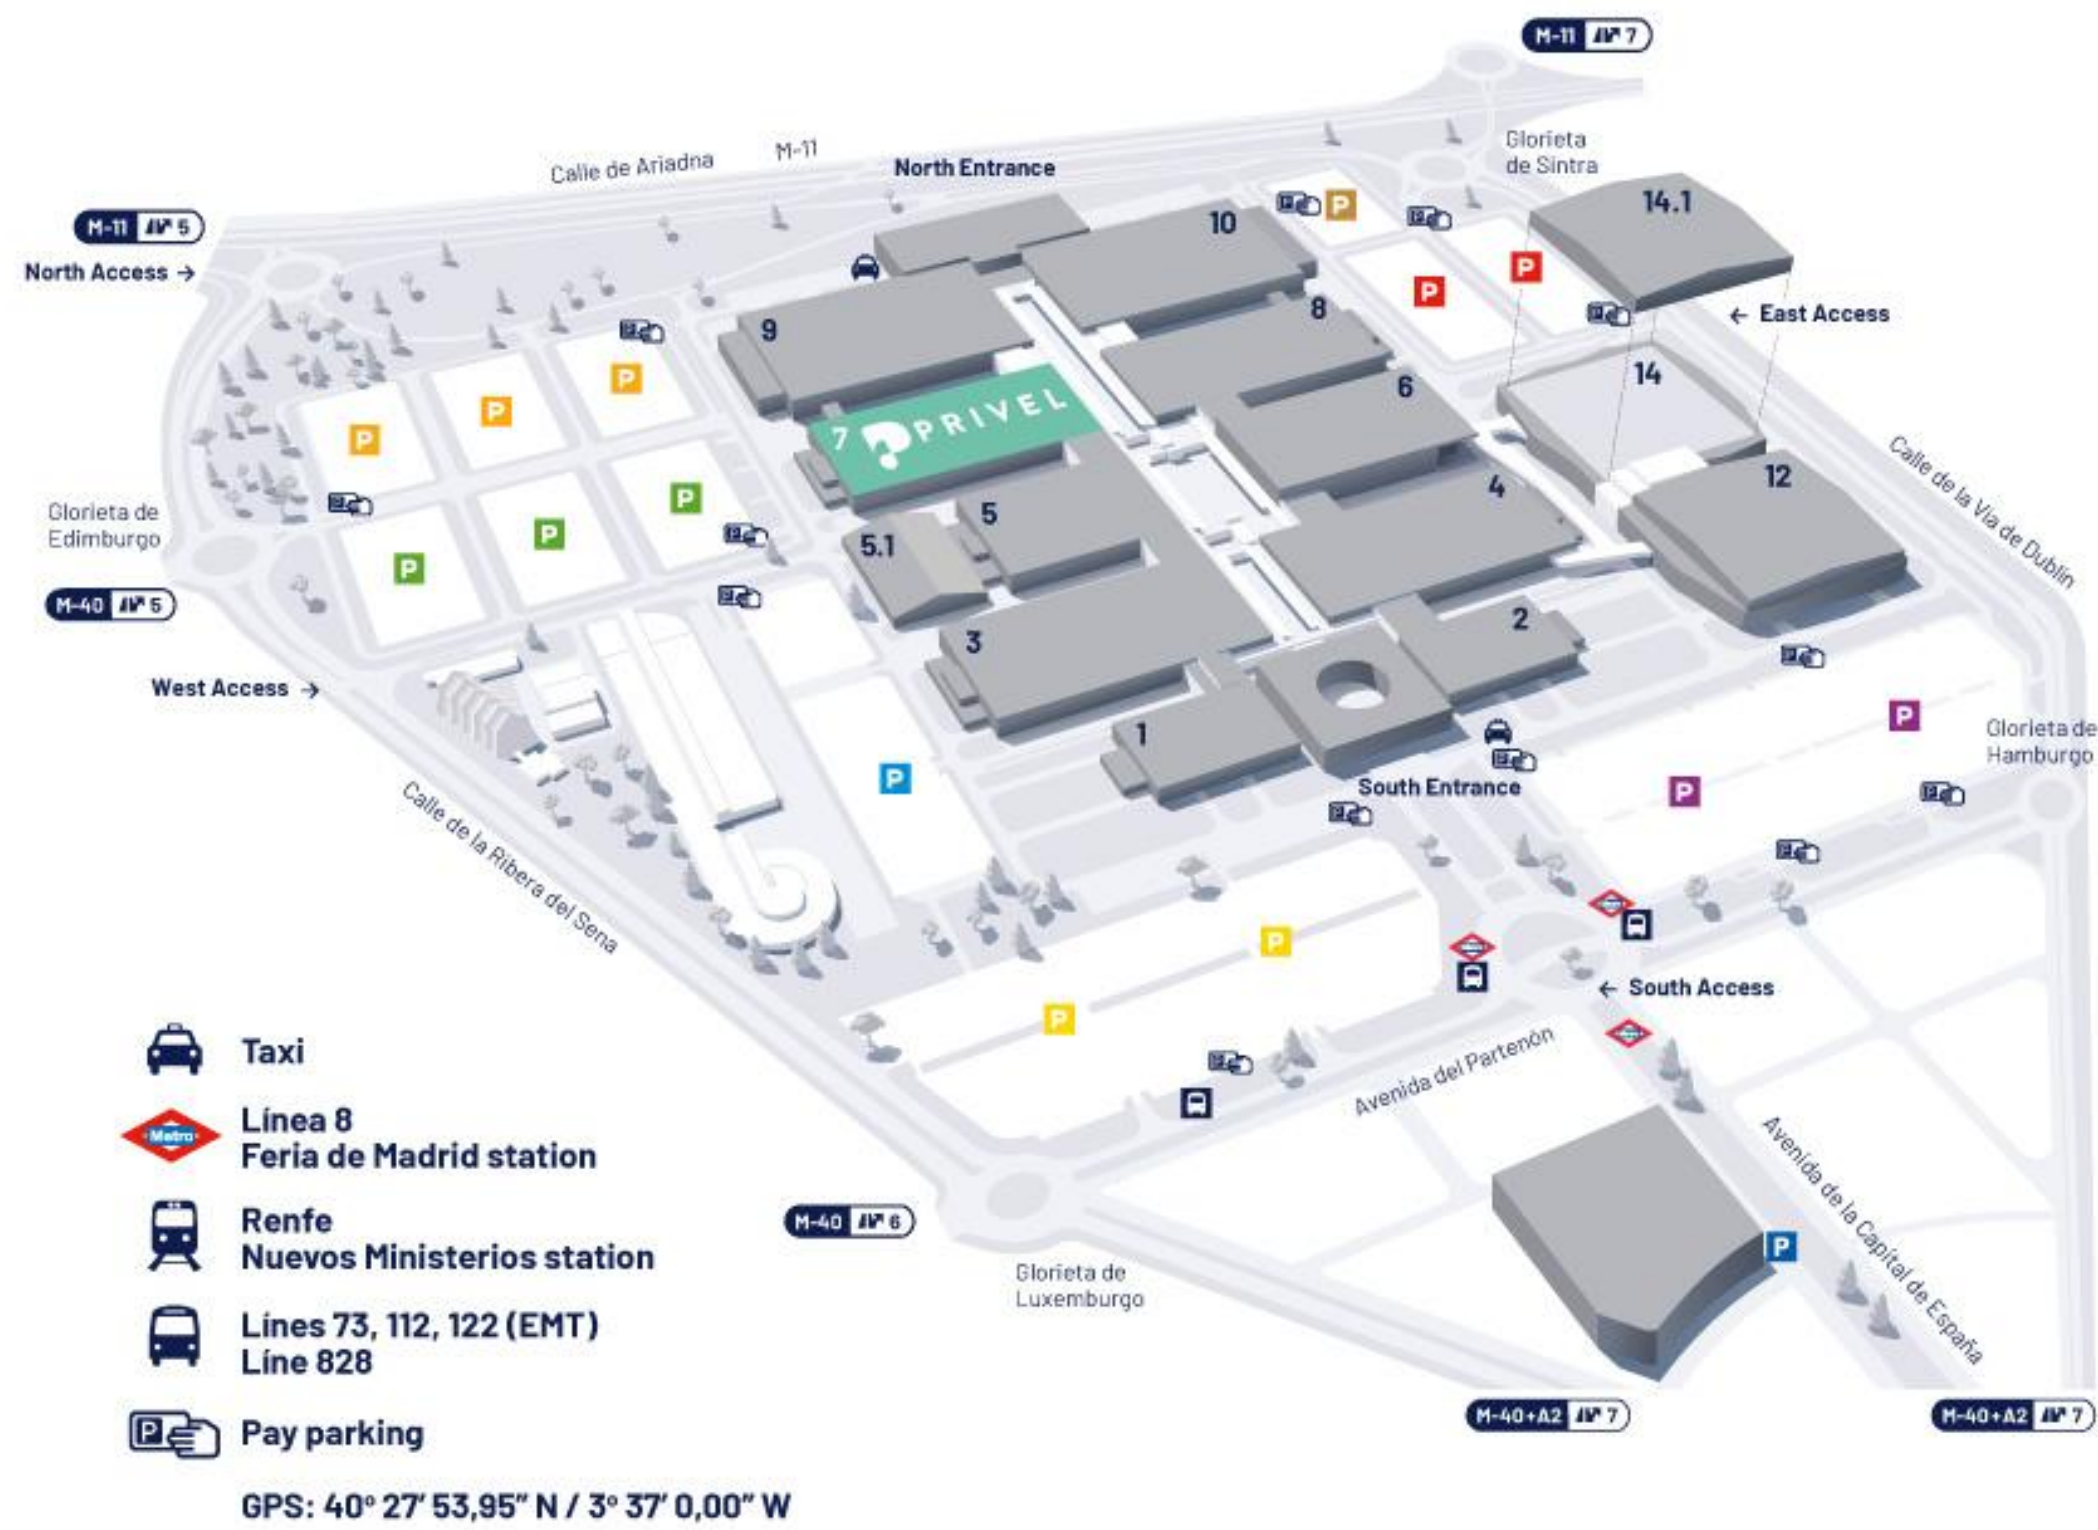 M-11 7
Calle de Ariadna
M-11
North Entrance
Glorieta
de Sintra
M-11 5
North Access →
10
P
14.1
P
P
← East Access
9
8
P
P
P
6
14
7 PRIVEL
12
4
Calle de la Via de Dublín
Glorieta de
Edimburgo
P
P
P
5
5.1
M-40 5
3
2
West Access →
1
P
P
P
Glorieta de
Hamburgo
South Entrance
Calle de la Ribera del Sena
P
P
← South Access
Avenida del Partenón
Avenida de la Capital de España
P
M-40 6
Glorieta de
Luxemburgo
M-40+A2 7
M-40+A2 7
Taxi
Metro
Línea 8
Feria de Madrid station
Renfe
Nuevos Ministerios station
Lines 73, 112, 122 (EMT)
Line 828
P
Pay parking
GPS: 40º 27' 53,95" N / 3º 37' 0,00" W